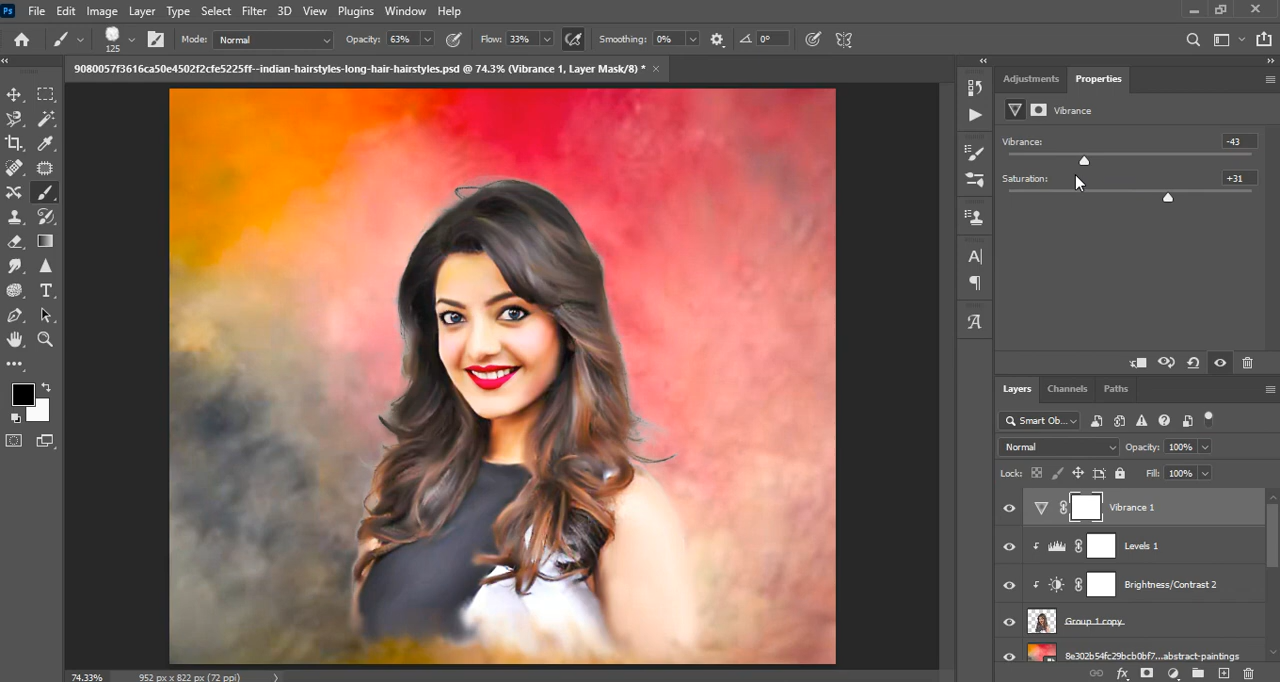 Ps File Edit Image Layer Type Select Filter 3D View Plugins Window Help
125 Mode: Normal Opacity: 63% Flow: 33% Smoothing: 0% 0°
9080057f3616ca50e4502f2cfe5225ff--indian-hairstyles-long-hair-hairstyles.psd @ 74.3% (Vibrance 1, Layer Mask/8) *
Adjustments Properties
Vibrance
Vibrance: -43
Saturation: +31
Layers Channels Paths
Smart Ob...
Normal Opacity: 100%
Lock: Fill: 100%
Vibrance 1
Levels 1
Brightness/Contrast 2
Group 1 copy
8e302b54fc29bcb0bf7...abstract-paintings
74.33% 952 px x 822 px (72 ppi)